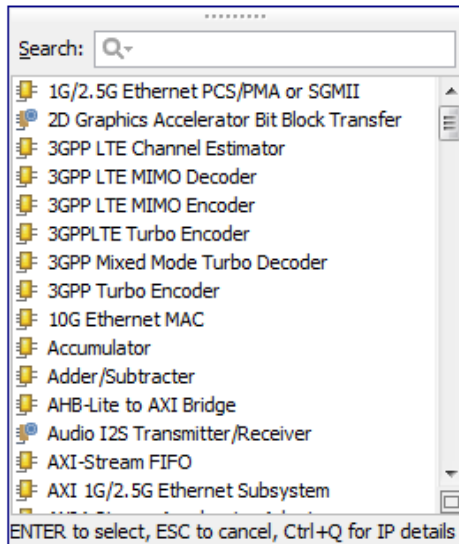 Search:
1G/2.5G Ethernet PCS/PMA or SGMII
2D Graphics Accelerator Bit Block Transfer
3GPP LTE Channel Estimator
3GPP LTE MIMO Decoder
3GPP LTE MIMO Encoder
3GPPLTE Turbo Encoder
3GPP Mixed Mode Turbo Decoder
3GPP Turbo Encoder
10G Ethernet MAC
Accumulator
Adder/Subtracter
AHB-Lite to AXI Bridge
Audio I2S Transmitter/Receiver
AXI-Stream FIFO
AXI 1G/2.5G Ethernet Subsystem
ENTER to select, ESC to cancel, Ctrl+Q for IP details